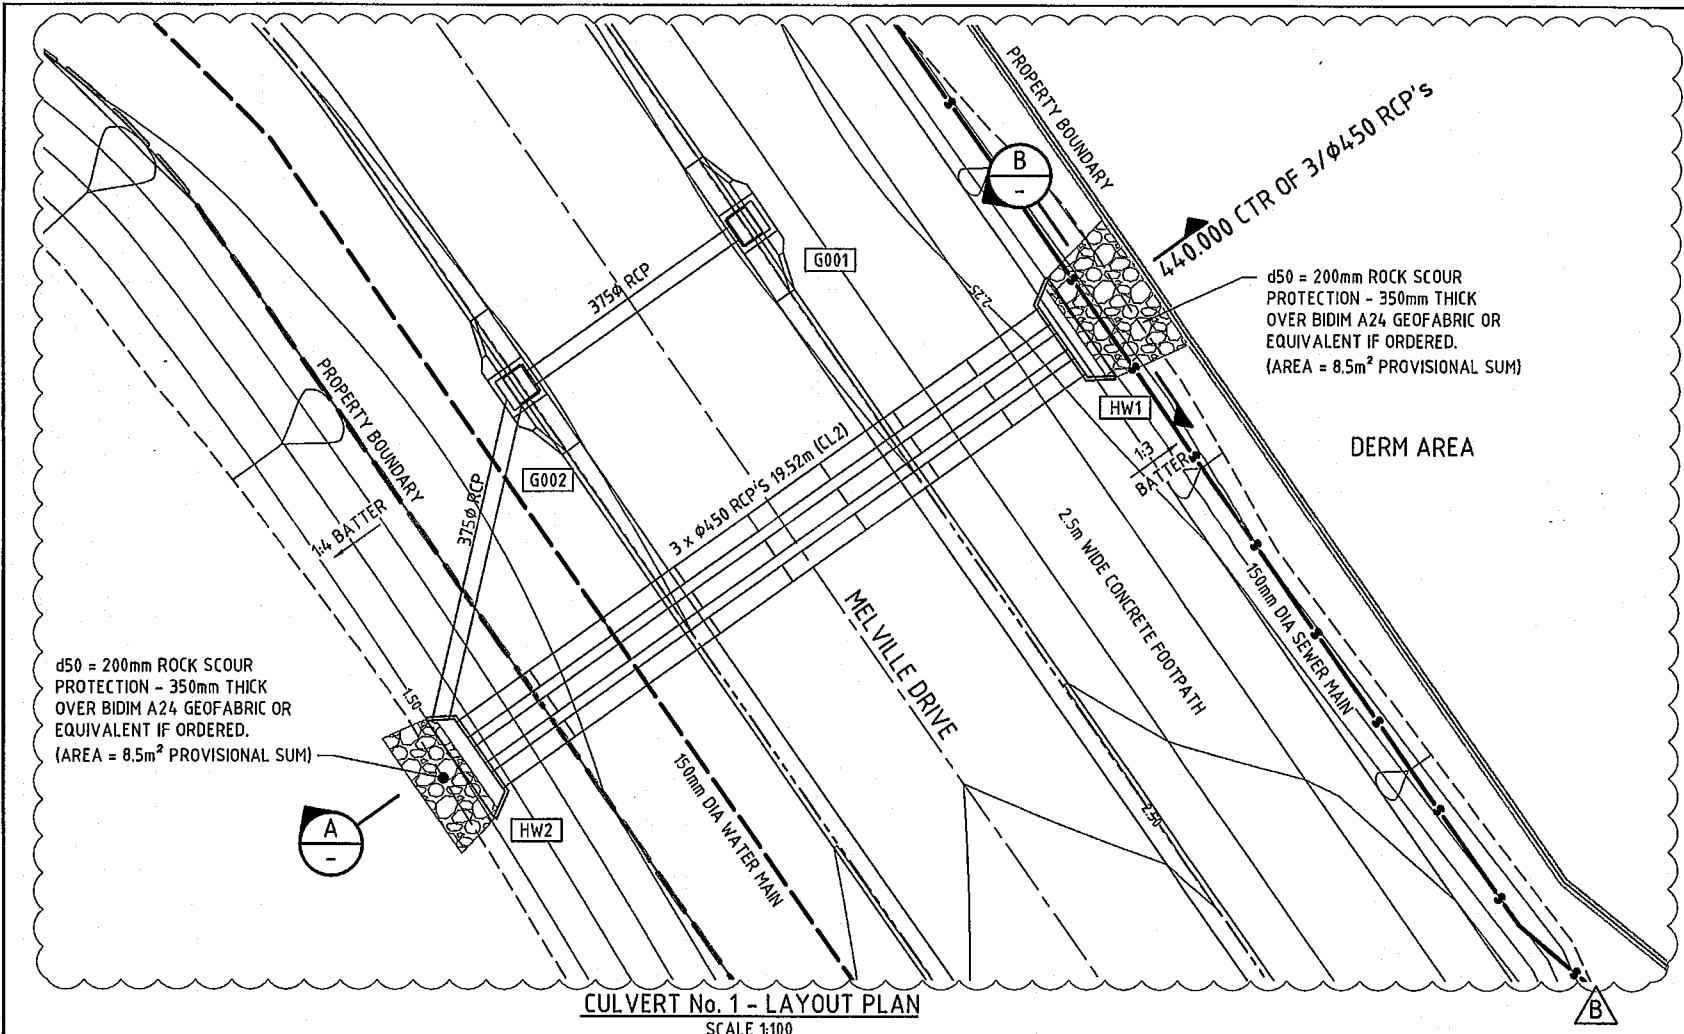 PROPERTY BOUNDARY
440.000 CTR OF 3/ϕ450 RCP's
B
-
G001
375ϕ RCP
d50 = 200mm ROCK SCOUR
PROTECTION - 350mm THICK
OVER BIDIM A24 GEOFABRIC OR
EQUIVALENT IF ORDERED.
(AREA = 8.5m² PROVISIONAL SUM)
2.25
HW1
DERM AREA
PROPERTY BOUNDARY
G002
375ϕ RCP
1:4 BATTER
3 x ϕ450 RCP'S 19.52m (CL2)
1:3
BATTER
2.5m WIDE CONCRETE FOOTPATH
150mm DIA SEWER MAIN
MELVILLE DRIVE
d50 = 200mm ROCK SCOUR
PROTECTION - 350mm THICK
OVER BIDIM A24 GEOFABRIC OR
EQUIVALENT IF ORDERED.
(AREA = 8.5m² PROVISIONAL SUM)
1.50
150mm DIA WATER MAIN
2.50
A
-
HW2
CULVERT No. 1 - LAYOUT PLAN
SCALE 1:100
B